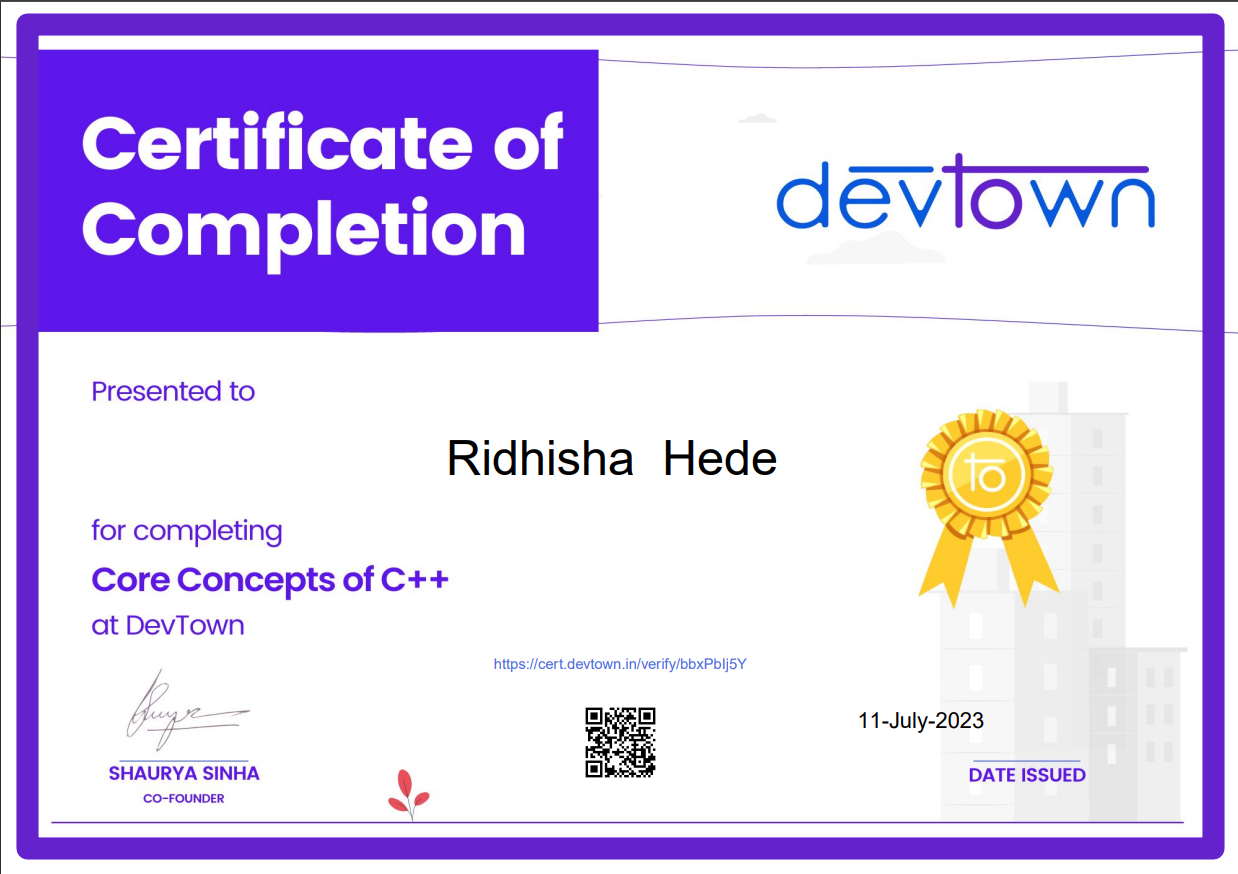 Certificate of
Completion
devtown
Presented to
Ridhisha Hede
for completing
Core Concepts of C++
at DevTown
https://cert.devtown.in/verify/bbxPbIj5Y
11-July-2023
SHAURYA SINHA
CO-FOUNDER
DATE ISSUED
to